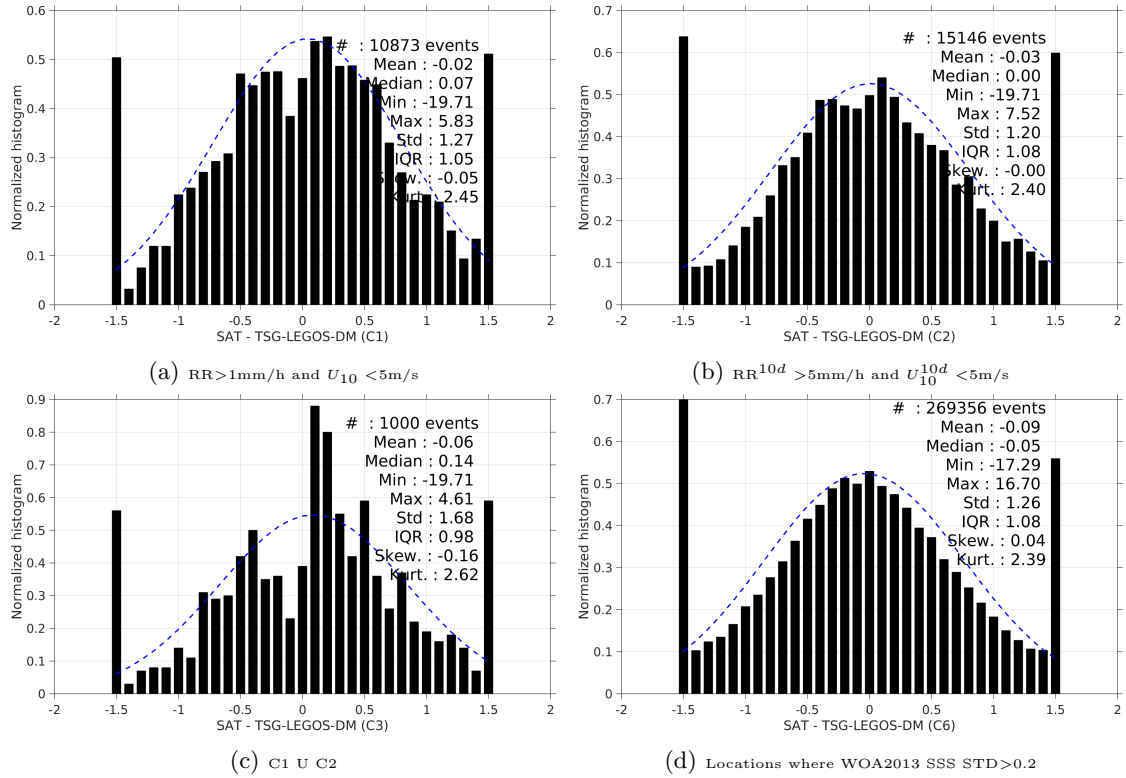 0.6
0.5
0.4
0.3
0.2
0.1
0
Normalized histogram
# : 10873 events
Mean : -0.02
Median : 0.07
Min : -19.71
Max : 5.83
Std : 1.27
IQR : 1.05
Skew. : -0.05
Kurt. : 2.45
-2 -1.5 -1 -0.5 0 0.5 1 1.5 2
SAT - TSG-LEGOS-DM (C1)
(a) RR>1mm/h and U10 <5m/s
0.7
0.6
0.5
0.4
0.3
0.2
0.1
0
Normalized histogram
# : 15146 events
Mean : -0.03
Median : 0.00
Min : -19.71
Max : 7.52
Std : 1.20
IQR : 1.08
Skew. : -0.00
Kurt. : 2.40
-2 -1.5 -1 -0.5 0 0.5 1 1.5 2
SAT - TSG-LEGOS-DM (C2)
(b) RR10d >5mm/h and U10 10d <5m/s
0.9
0.8
0.7
0.6
0.5
0.4
0.3
0.2
0.1
0
Normalized histogram
# : 1000 events
Mean : -0.06
Median : 0.14
Min : -19.71
Max : 4.61
Std : 1.68
IQR : 0.98
Skew. : -0.16
Kurt. : 2.62
-2 -1.5 -1 -0.5 0 0.5 1 1.5 2
SAT - TSG-LEGOS-DM (C3)
(c) C1 U C2
0.7
0.6
0.5
0.4
0.3
0.2
0.1
0
Normalized histogram
# : 269356 events
Mean : -0.09
Median : -0.05
Min : -17.29
Max : 16.70
Std : 1.26
IQR : 1.08
Skew. : 0.04
Kurt. : 2.39
-2 -1.5 -1 -0.5 0 0.5 1 1.5 2
SAT - TSG-LEGOS-DM (C6)
(d) Locations where WOA2013 SSS STD>0.2